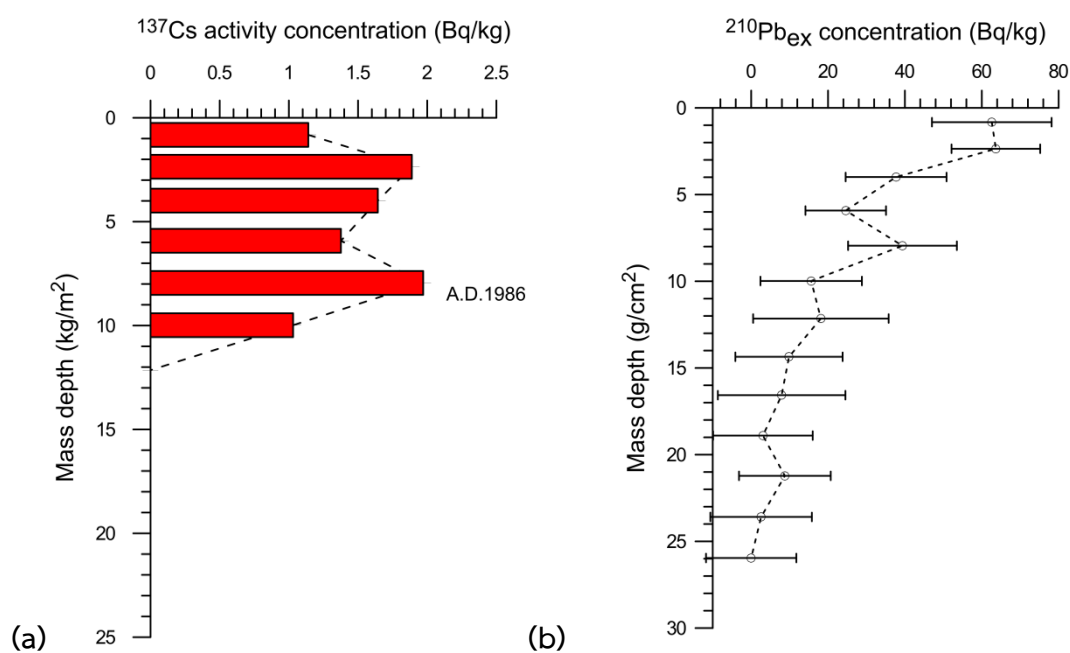 137Cs activity concentration (Bq/kg)
0 0.5 1 1.5 2 2.5
0
5
10
15
20
25
Mass depth (kg/m2)
A.D.1986
(a)
210Pbex concentration (Bq/kg)
0 20 40 60 80
0
5
10
15
20
25
30
Mass depth (g/cm2)
(b)